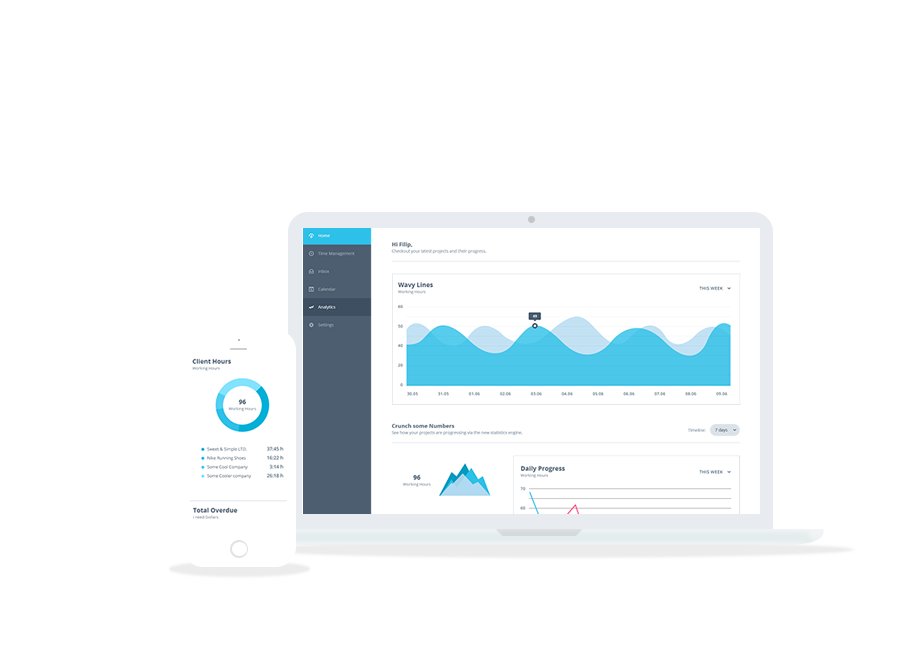 Home
Time Management
Inbox
Calendar
Analytics
Settings
Hi Filip,
Checkout your latest projects and their progress.
Wavy Lines
Working Hours
THIS WEEK
60
50
40
20
0
30.05
31.05
01.06
02.06
03.06
04.06
05.06
06.06
07.06
08.06
09.06
Crunch some Numbers
See how your projects are progressing via the new statistics engine.
Timeline:
7 days
96
Working Hours
Daily Progress
Working Hours
THIS WEEK
70
60
Client Hours
Working Hours
96
Working Hours
Sweet & Simple LTD 37:45 h
Nike Running Shoes 16:22 h
Some Cool Company 3:14 h
Some Cooler company 26:18 h
Total Overdue
I need Dollars